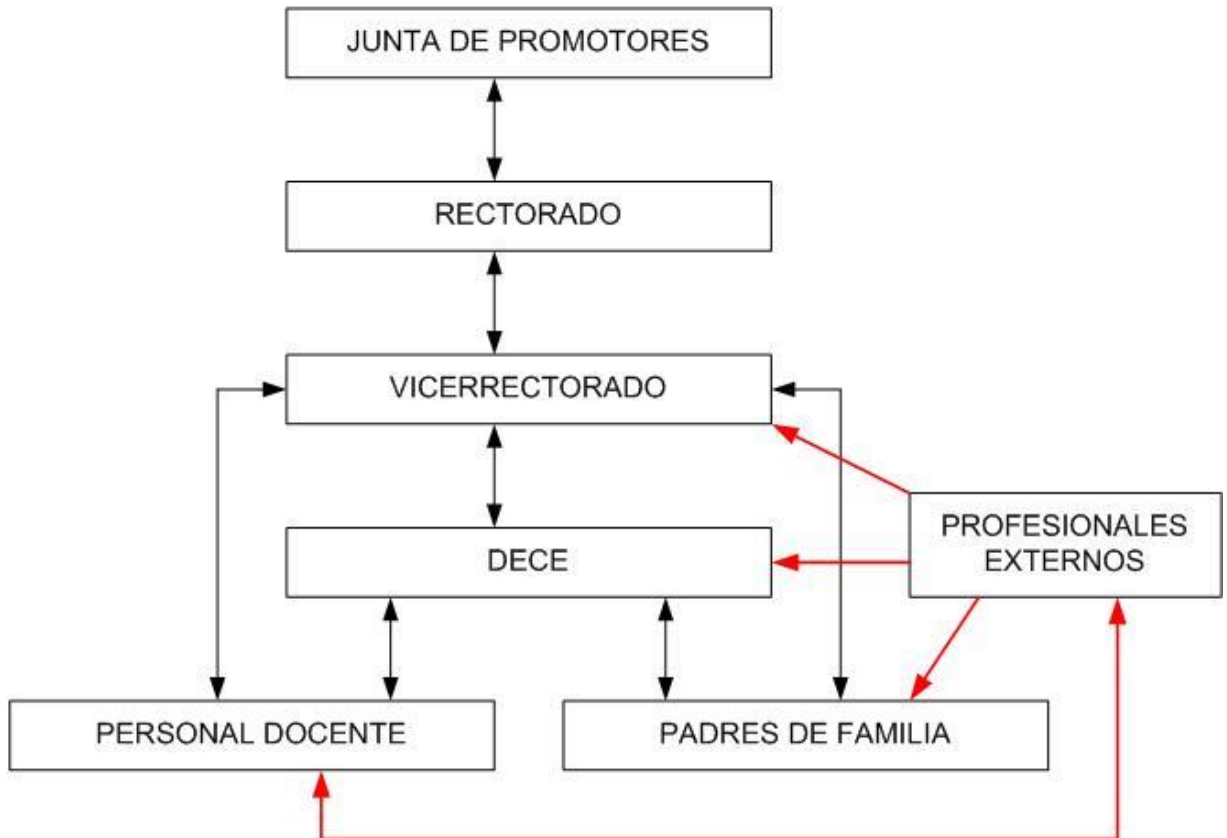 JUNTA DE PROMOTORES
RECTORADO
VICERRECTORADO
PROFESIONALES
EXTERNOS
DECE
PERSONAL DOCENTE
PADRES DE FAMILIA